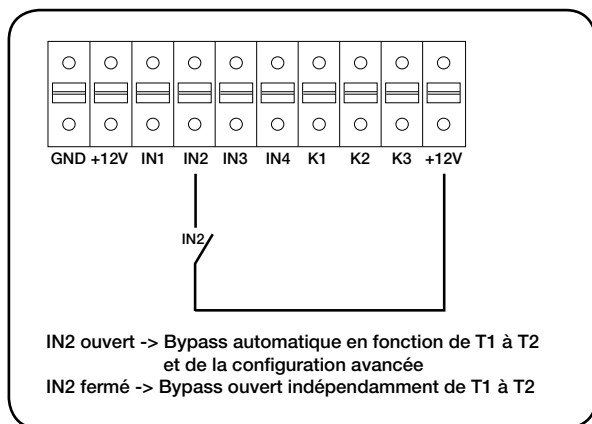 GND +12V IN1 IN2 IN3 IN4 K1 K2 K3 +12V
IN2
IN2 ouvert -> Bypass automatique en fonction de T1 à T2
et de la configuration avancée
IN2 fermé -> Bypass ouvert indépendamment de T1 à T2